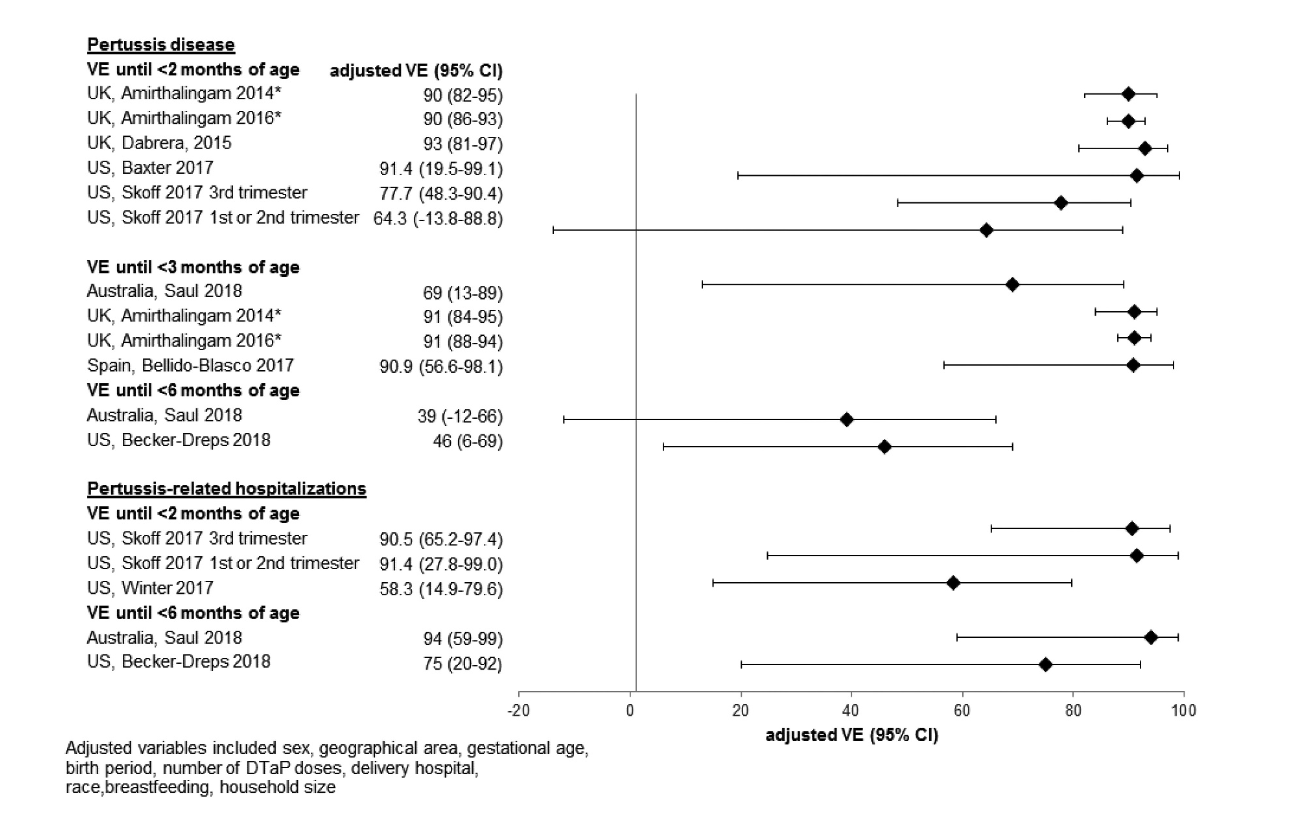 Pertussis disease
VE until <2 months of age adjusted VE (95% CI)
UK, Amirthalingam 2014* 90 (82-95)
UK, Amirthalingam 2016* 90 (86-93)
UK, Dabrera, 2015 93 (81-97)
US, Baxter 2017 91.4 (19.5-99.1)
US, Skoff 2017 3rd trimester 77.7 (48.3-90.4)
US, Skoff 2017 1st or 2nd trimester 64.3 (-13.8-88.8)
VE until <3 months of age
Australia, Saul 2018 69 (13-89)
UK, Amirthalingam 2014* 91 (84-95)
UK, Amirthalingam 2016* 91 (88-94)
Spain, Bellido-Blasco 2017 90.9 (56.6-98.1)
VE until <6 months of age
Australia, Saul 2018 39 (-12-66)
US, Becker-Dreps 2018 46 (6-69)
Pertussis-related hospitalizations
VE until <2 months of age
US, Skoff 2017 3rd trimester 90.5 (65.2-97.4)
US, Skoff 2017 1st or 2nd trimester 91.4 (27.8-99.0)
US, Winter 2017 58.3 (14.9-79.6)
VE until <6 months of age
Australia, Saul 2018 94 (59-99)
US, Becker-Dreps 2018 75 (20-92)
-20 0 20 40 60 80 100
adjusted VE (95% CI)
Adjusted variables included sex, geographical area, gestational age,
birth period, number of DTaP doses, delivery hospital,
race,breastfeeding, household size